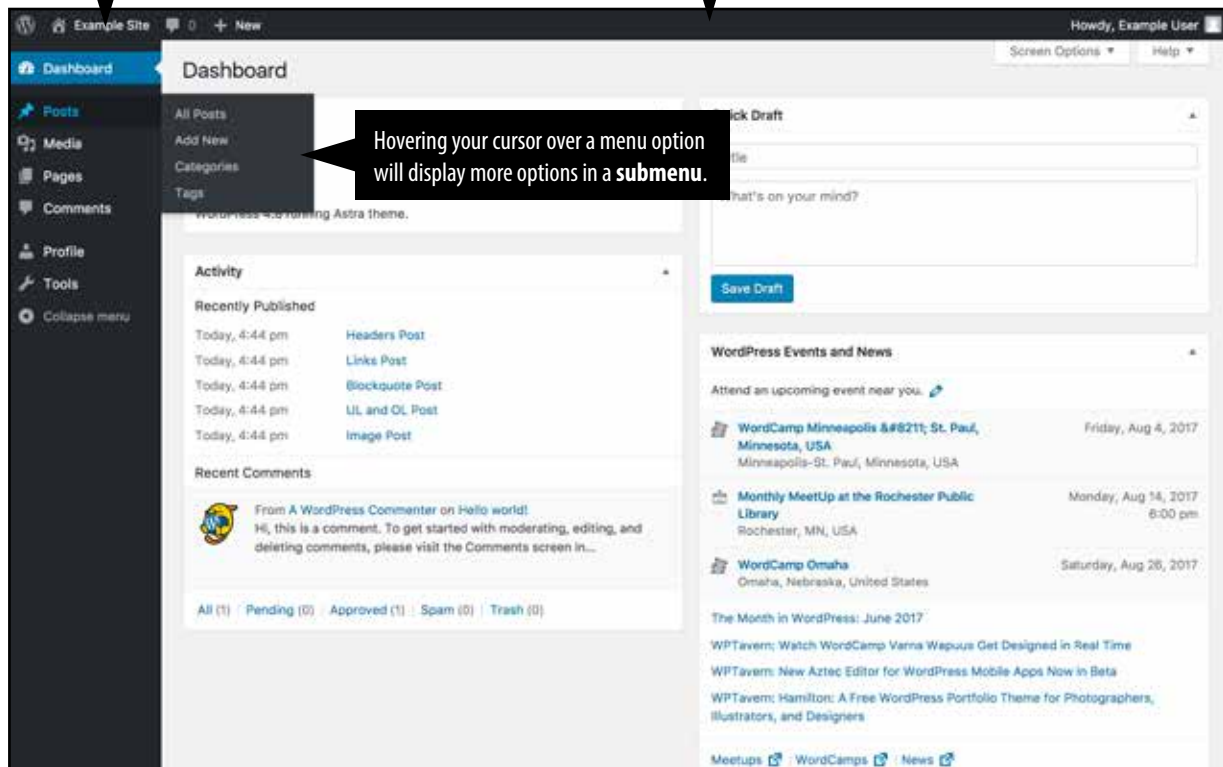 Example Site 0 + New Howdy, Example User
Screen Options Help
Dashboard
Posts
Media
Pages
Comments
Profile
Tools
Collapse menu
Dashboard
All Posts
Add New
Categories
Tags
Hovering your cursor over a menu option
will display more options in a submenu.
running Astra theme.
Activity
Recently Published
Today, 4:44 pm Headers Post
Today, 4:44 pm Links Post
Today, 4:44 pm Blockquote Post
Today, 4:44 pm UL and OL Post
Today, 4:44 pm Image Post
Recent Comments
From A WordPress Commenter on Hello world!
Hi, this is a comment. To get started with moderating, editing, and
deleting comments, please visit the Comments screen in...
All (1) | Pending (0) | Approved (1) | Spam (0) | Trash (0)
Draft
What's on your mind?
Save Draft
WordPress Events and News
Attend an upcoming event near you.
WordCamp Minneapolis &#8211; St. Paul, Friday, Aug 4, 2017
Minnesota, USA
Minneapolis-St. Paul, Minnesota, USA
Monthly MeetUp at the Rochester Public Monday, Aug 14, 2017
Library 6:00 pm
Rochester, MN, USA
WordCamp Omaha Saturday, Aug 26, 2017
Omaha, Nebraska, United States
The Month in WordPress: June 2017
WPTavern: Watch WordCamp Varna Wapuus Get Designed in Real Time
WPTavern: New Aztec Editor for WordPress Mobile Apps Now in Beta
WPTavern: Hamilton: A Free WordPress Portfolio Theme for Photographers,
Illustrators, and Designers
Meetups | WordCamps | News